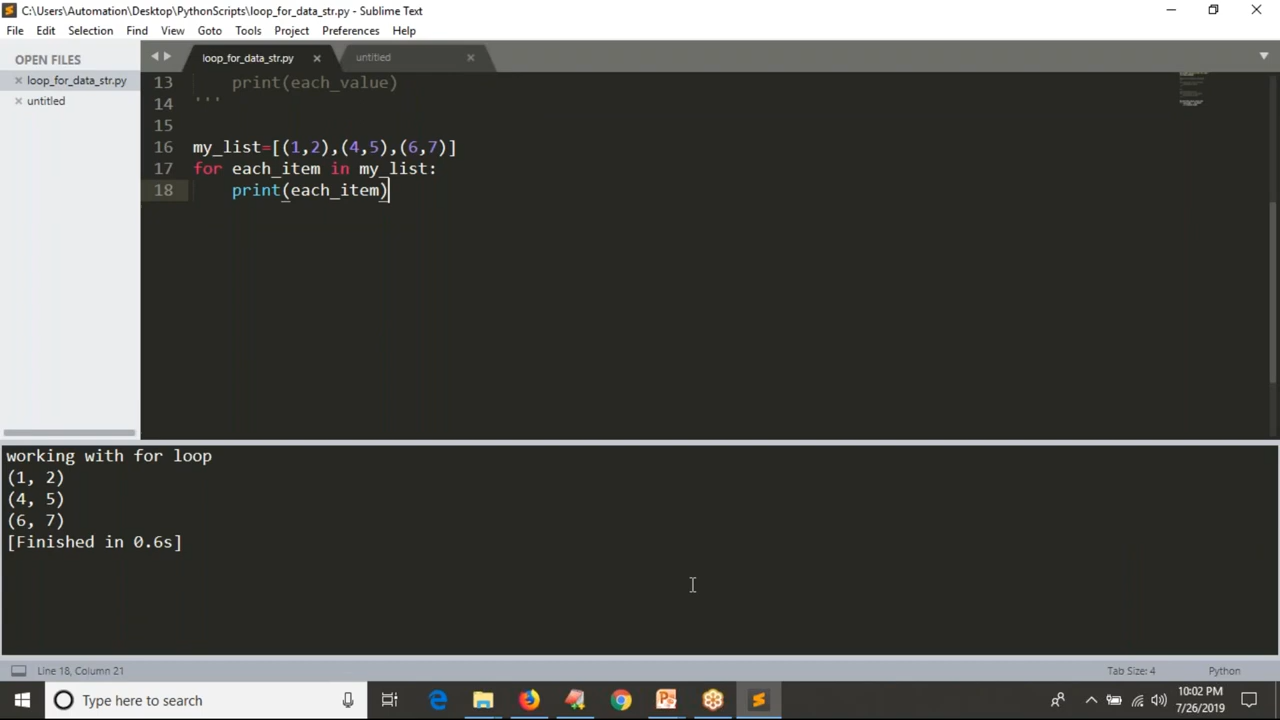 C:\Users\Automation\Desktop\PythonScripts\loop_for_data_str.py - Sublime Text
File Edit Selection Find View Goto Tools Project Preferences Help
OPEN FILES
loop_for_data_str.py
untitled
loop_for_data_str.py
untitled
13 print(each_value)
14 '''
15
16 my_list=[(1,2),(4,5),(6,7)]
17 for each_item in my_list:
18 print(each_item)
working with for loop
(1, 2)
(4, 5)
(6, 7)
[Finished in 0.6s]
Line 18, Column 21
Tab Size: 4
Python
Type here to search
10:02 PM
7/26/2019